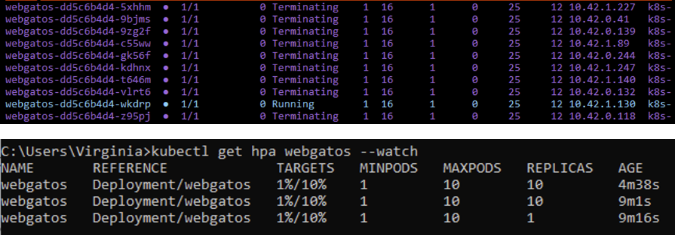 webgatos-dd5c6b4d4-5xhhm ● 1/1 0 Terminating 1 16 1 0 25 12 10.42.1.227 k8s-
webgatos-dd5c6b4d4-9bjms ● 1/1 0 Terminating 1 16 1 0 25 12 10.42.0.41 k8s-
webgatos-dd5c6b4d4-9zg2f ● 1/1 0 Terminating 1 16 1 0 25 12 10.42.0.139 k8s-
webgatos-dd5c6b4d4-c55ww ● 1/1 0 Terminating 1 16 1 0 25 12 10.42.1.89 k8s-
webgatos-dd5c6b4d4-gk56f ● 1/1 0 Terminating 1 16 1 0 25 12 10.42.0.244 k8s-
webgatos-dd5c6b4d4-kdhnx ● 1/1 0 Terminating 1 16 1 0 25 12 10.42.1.247 k8s-
webgatos-dd5c6b4d4-t646m ● 1/1 0 Terminating 1 16 1 0 25 12 10.42.1.140 k8s-
webgatos-dd5c6b4d4-vlrt6 ● 1/1 0 Terminating 1 16 1 0 25 12 10.42.0.132 k8s-
webgatos-dd5c6b4d4-wkdrp ● 1/1 0 Running 1 16 1 0 25 12 10.42.1.130 k8s-
webgatos-dd5c6b4d4-z95pj ● 1/1 0 Terminating 1 16 1 0 25 12 10.42.0.118 k8s-
C:\Users\Virginia>kubectl get hpa webgatos --watch
NAME REFERENCE TARGETS MINPODS MAXPODS REPLICAS AGE
webgatos Deployment/webgatos 1%/10% 1 10 10 4m38s
webgatos Deployment/webgatos 1%/10% 1 10 10 9m1s
webgatos Deployment/webgatos 1%/10% 1 10 1 9m16s